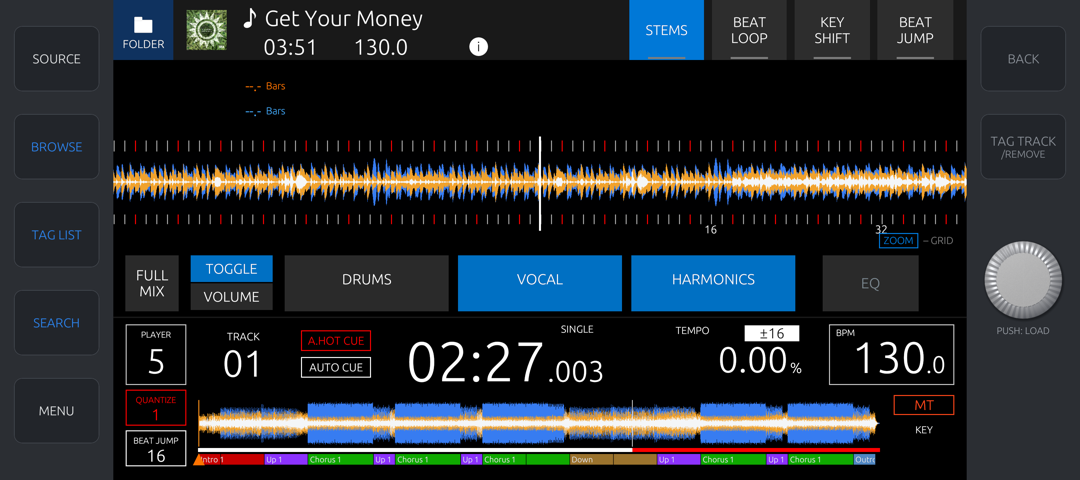 SOURCE
BROWSE
TAG LIST
SEARCH
MENU
FOLDER
Get Your Money
03:51 130.0
i
STEMS
BEAT
LOOP
KEY
SHIFT
BEAT
JUMP
BACK
TAG TRACK
/REMOVE
PUSH: LOAD
--.- Bars
--.- Bars
16 32
ZOOM – GRID
FULL
MIX
TOGGLE
VOLUME
DRUMS
VOCAL
HARMONICS
EQ
PLAYER
5
TRACK
01
A.HOT CUE
AUTO CUE
SINGLE
02:27.003
TEMPO ±16
0.00%
BPM
130.0
QUANTIZE
1
BEAT JUMP
16
MT
KEY
Intro 1 Up 1 Chorus 1 Up 1 Chorus 1 Up 1 Chorus 1 Down Up 1 Chorus 1 Up 1 Chorus 1 Outro